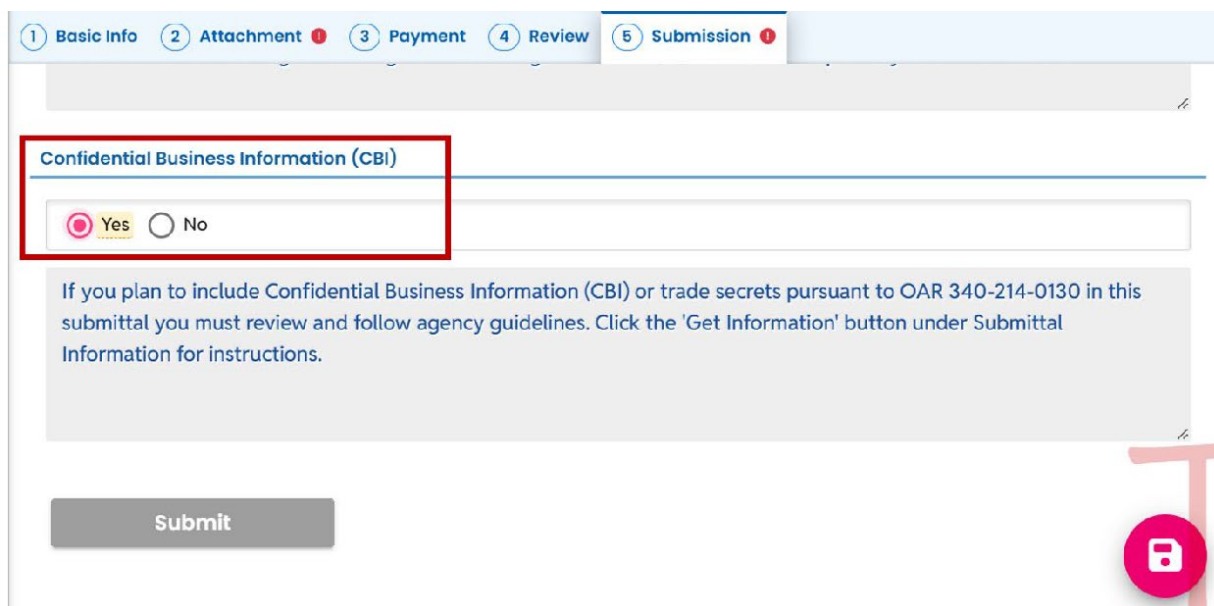 1 Basic Info 2 Attachment ! 3 Payment 4 Review 5 Submission !
Confidential Business Information (CBI)
Yes No
If you plan to include Confidential Business Information (CBI) or trade secrets pursuant to OAR 340-214-0130 in this
submittal you must review and follow agency guidelines. Click the 'Get Information' button under Submittal
Information for instructions.
Submit